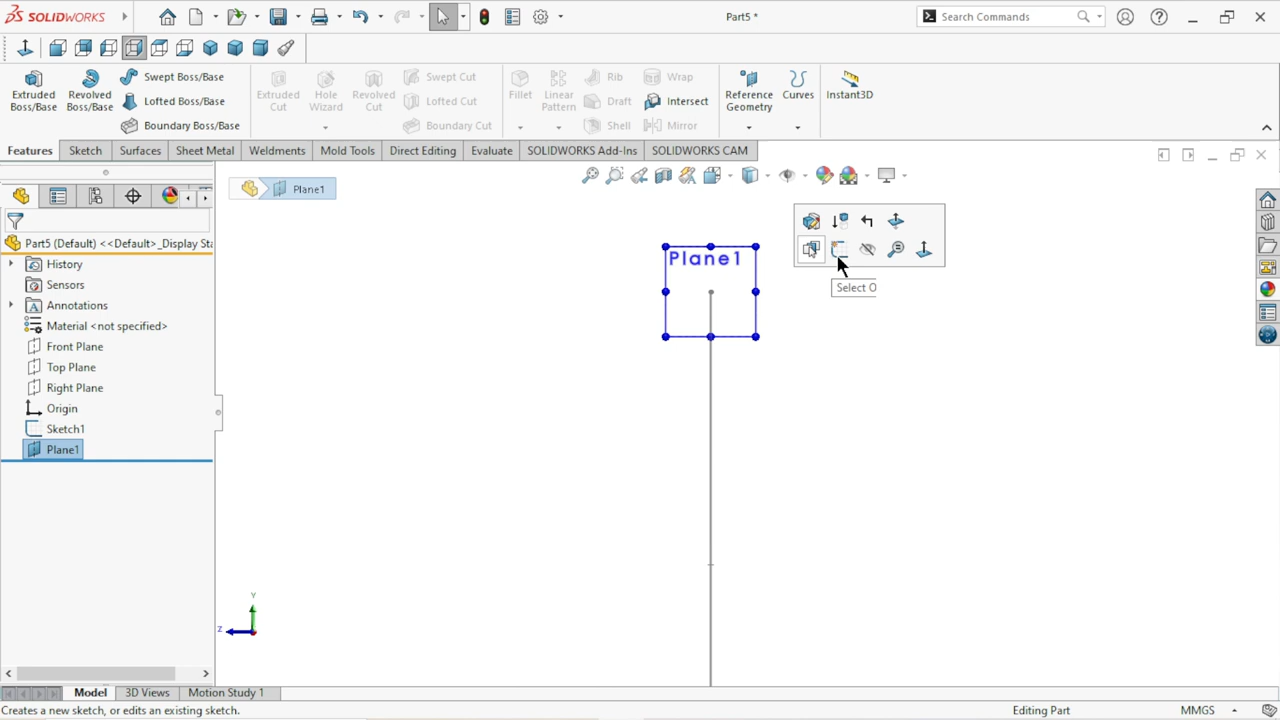 SOLIDWORKS
Part5 *
Search Commands
Extruded Boss/Base
Revolved Boss/Base
Swept Boss/Base
Lofted Boss/Base
Boundary Boss/Base
Extruded Cut
Hole Wizard
Revolved Cut
Swept Cut
Lofted Cut
Boundary Cut
Fillet
Linear Pattern
Rib
Draft
Shell
Wrap
Intersect
Mirror
Reference Geometry
Curves
Instant3D
Features
Sketch
Surfaces
Sheet Metal
Weldments
Mold Tools
Direct Editing
Evaluate
SOLIDWORKS Add-Ins
SOLIDWORKS CAM
Plane1
Part5 (Default) <<Default>_Display Sta
History
Sensors
Annotations
Material <not specified>
Front Plane
Top Plane
Right Plane
Origin
Sketch1
Plane1
Plane1
Select O
Y
Z
Model
3D Views
Motion Study 1
Creates a new sketch, or edits an existing sketch.
Editing Part
MMGS